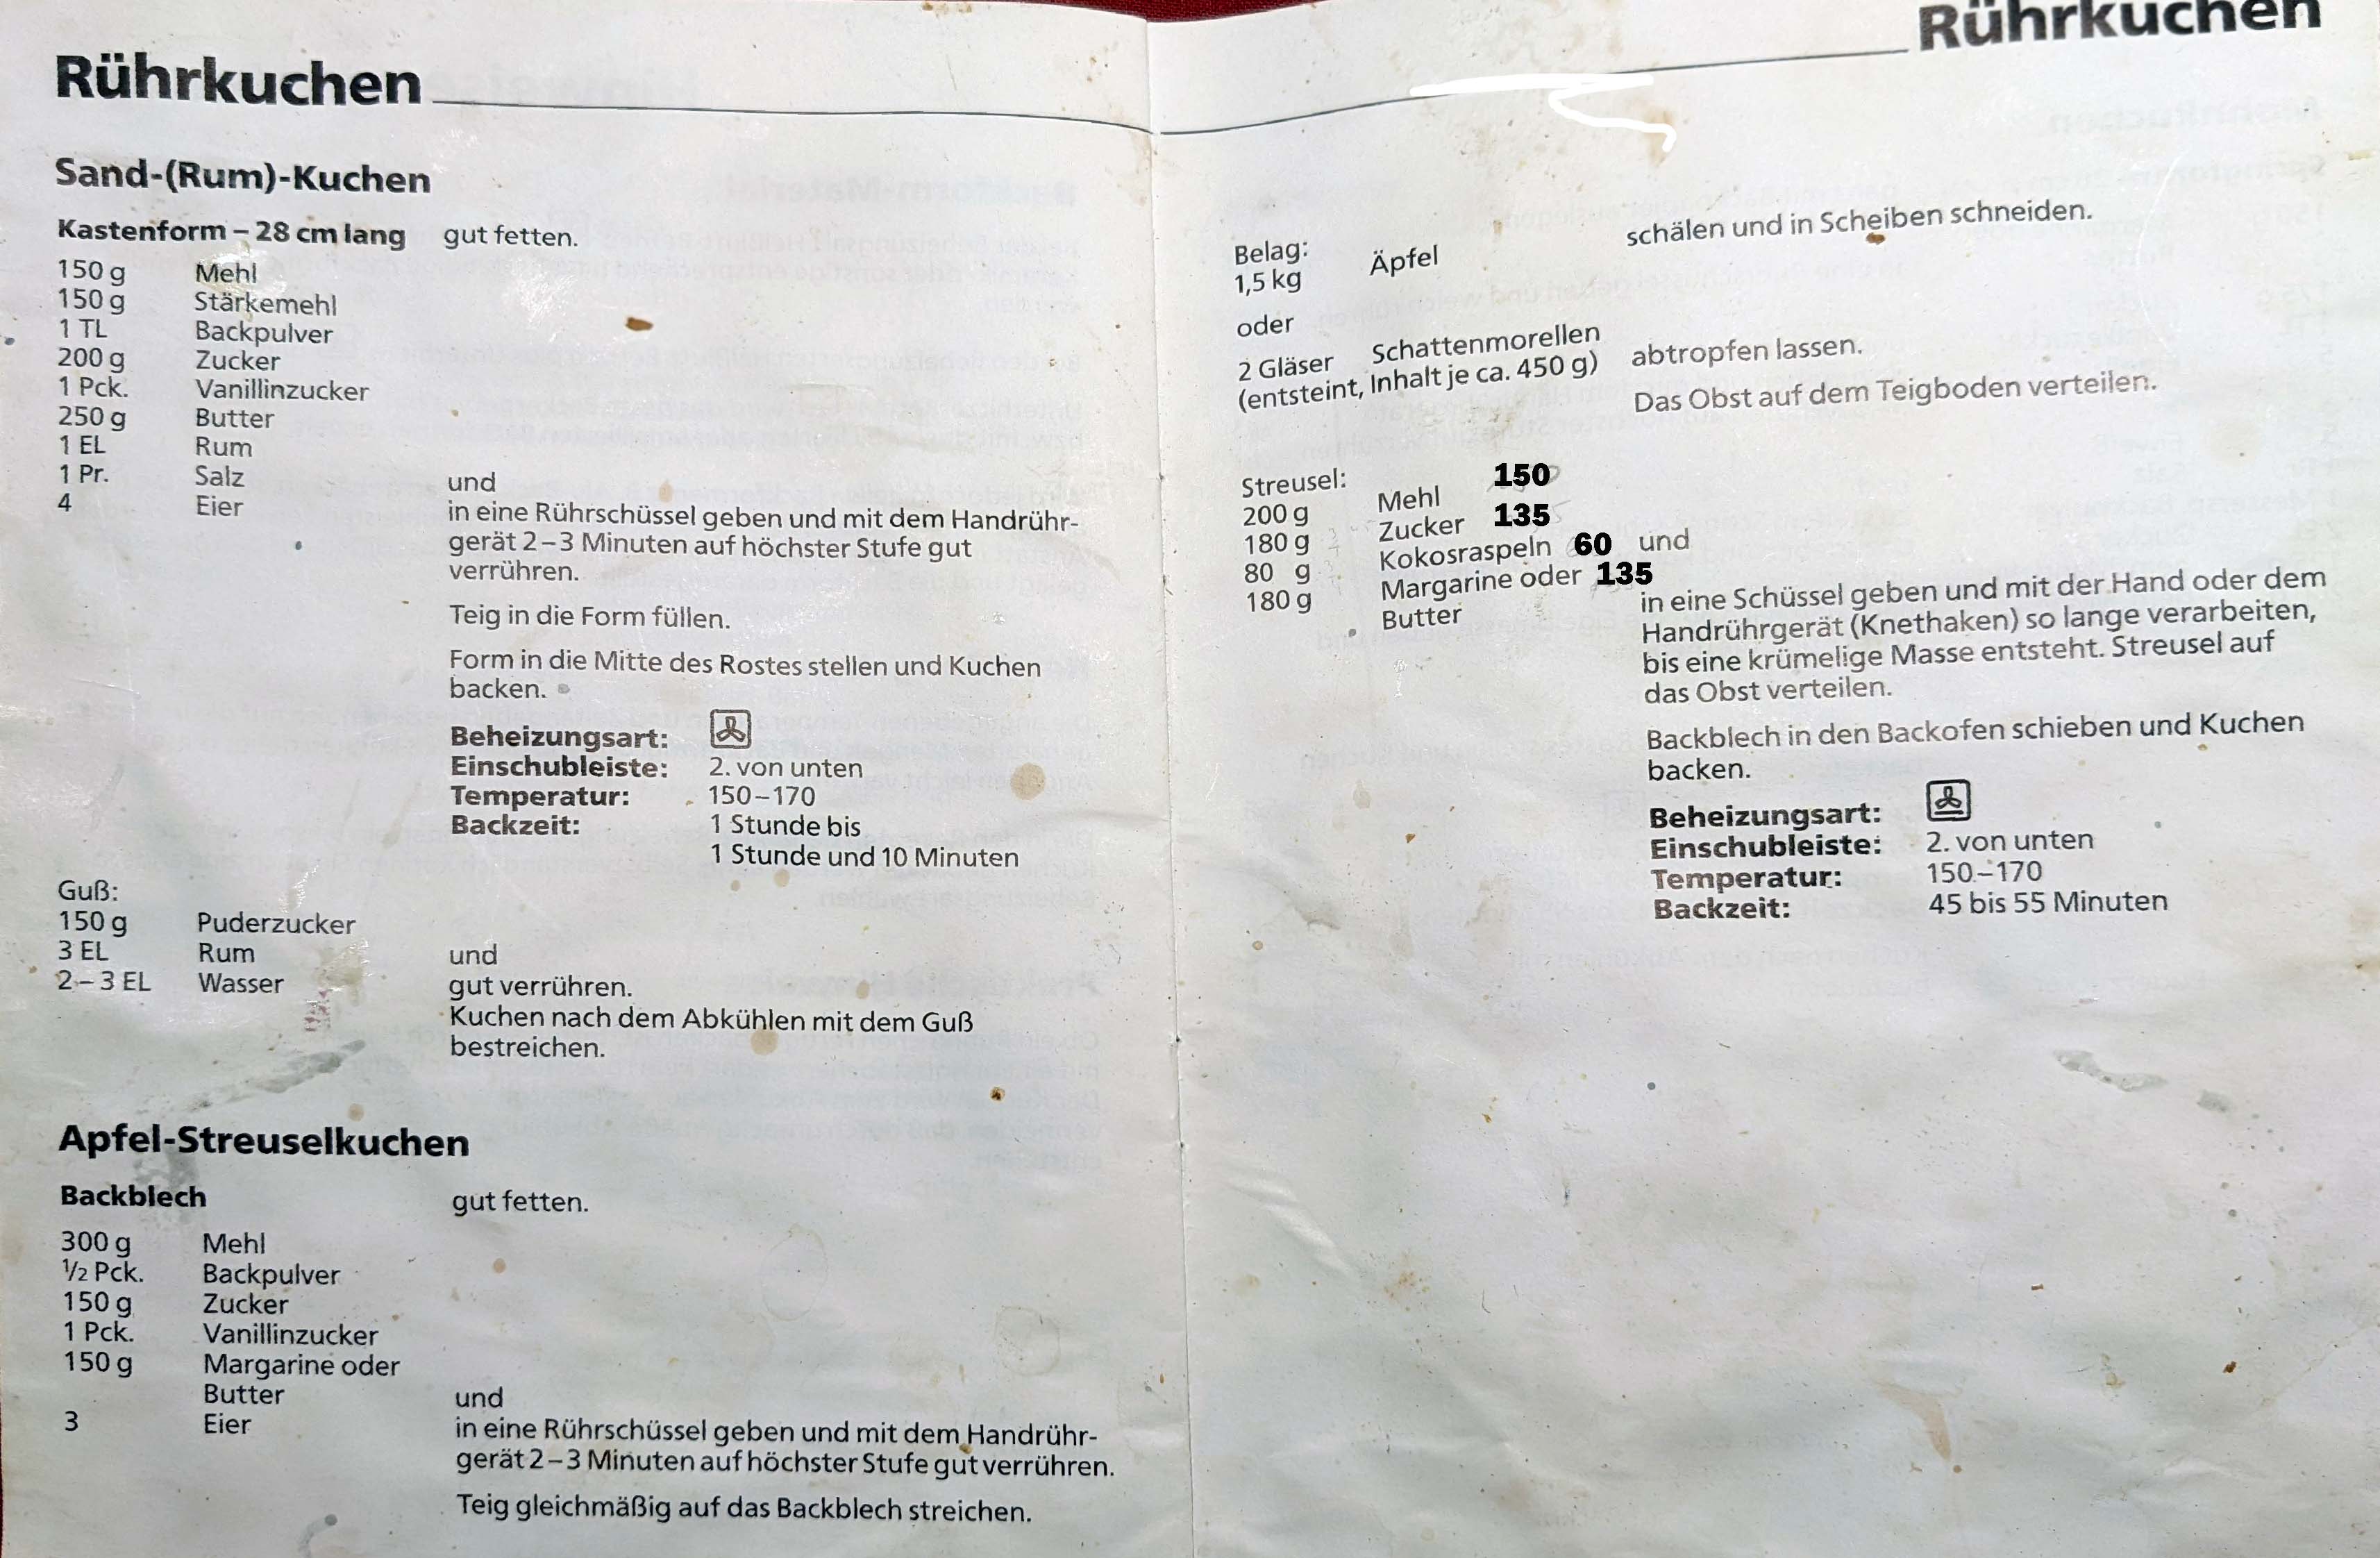 Rührkuchen
Sand-(Rum)-Kuchen
Kastenform – 28 cm lang gut fetten.
150 g Mehl
150 g Stärkemehl
1 TL Backpulver
200 g Zucker
1 Pck. Vanillinzucker
250 g Butter
1 EL Rum
1 Pr. Salz und
4 Eier in eine Rührschüssel geben und mit dem Handrühr-
gerät 2–3 Minuten auf höchster Stufe gut
verrühren.
Teig in die Form füllen.
Form in die Mitte des Rostes stellen und Kuchen
backen.
Beheizungsart:
Einschubleiste: 2. von unten
Temperatur: 150–170
Backzeit: 1 Stunde bis
1 Stunde und 10 Minuten
Guß:
150 g Puderzucker
3 EL Rum und
2–3 EL Wasser gut verrühren.
Kuchen nach dem Abkühlen mit dem Guß
bestreichen.
Apfel-Streuselkuchen
Backblech gut fetten.
300 g Mehl
½ Pck. Backpulver
150 g Zucker
1 Pck. Vanillinzucker
150 g Margarine oder
Butter und
3 Eier in eine Rührschüssel geben und mit dem Handrühr-
gerät 2–3 Minuten auf höchster Stufe gut verrühren.
Teig gleichmäßig auf das Backblech streichen.
Rührkuchen
Belag:
1,5 kg Äpfel schälen und in Scheiben schneiden.
oder
2 Gläser Schattenmorellen
(entsteint, Inhalt je ca. 450 g) abtropfen lassen.
Das Obst auf dem Teigboden verteilen.
Streusel:
200 g Mehl 150
180 g Zucker 135
80 g Kokosraspeln 60 und
180 g Margarine oder 135
Butter in eine Schüssel geben und mit der Hand oder dem
Handrührgerät (Knethaken) so lange verarbeiten,
bis eine krümelige Masse entsteht. Streusel auf
das Obst verteilen.
Backblech in den Backofen schieben und Kuchen
backen.
Beheizungsart:
Einschubleiste: 2. von unten
Temperatur: 150–170
Backzeit: 45 bis 55 Minuten